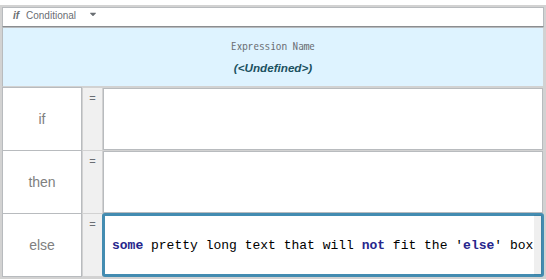 if Conditional
Expression Name
(<Undefined>)
if =
then =
else = some pretty long text that will not fit the 'else' box